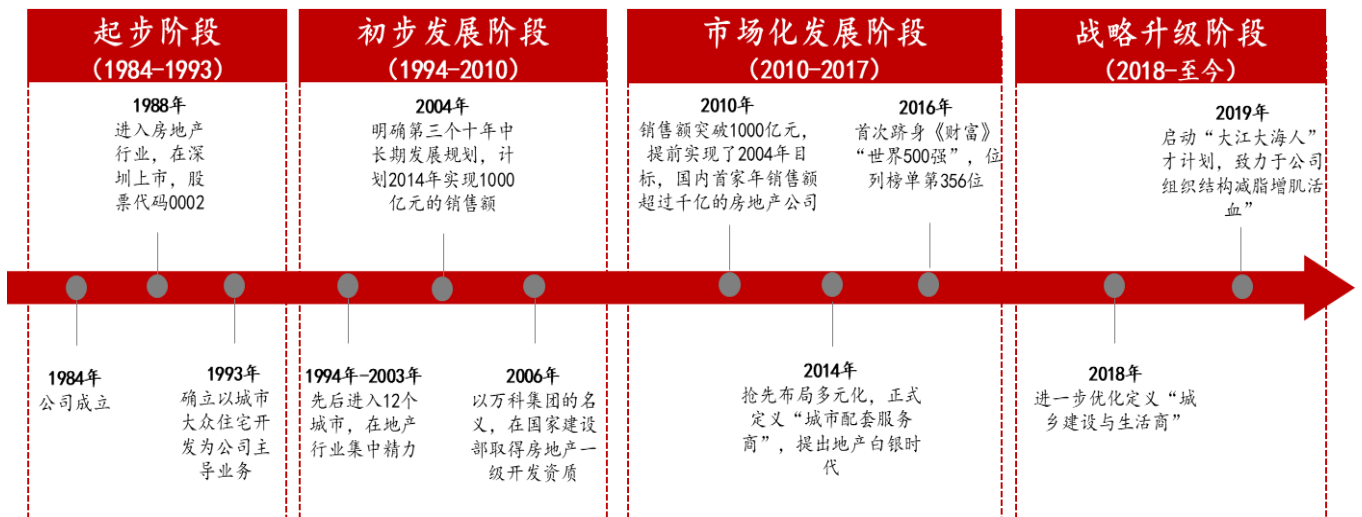 起步阶段
（1984-1993）
初步发展阶段
（1994-2010）
市场化发展阶段
（2010-2017）
战略升级阶段
（2018-至今）
1988年
进入房地产
行业，在深
圳上市，股
票代码0002
2004年
明确第三个十年中
长期发展规划，计
划2014年实现1000
亿元的销售额
2010年
销售额突破1000亿元，
提前实现了2004年目
标，国内首家年销售额
超过千亿的房地产公司
2016年
首次跻身《财富》
“世界500强”，位
列榜单第356位
2019年
启动“大江大海人”
才计划，致力于公司
组织结构减脂增肌活
血”
1984年
公司成立
1993年
确立以城市
大众住宅开
发为公司主
导业务
1994年-2003年
先后进入12个
城市，在地产
行业集中精力
2006年
以万科集团的名
义，在国家建设
部取得房地产一
级开发资质
2014年
抢先布局多元化，正式
定义“城市配套服务
商”，提出地产白银时
代
2018年
进一步优化定义“城
乡建设与生活商”